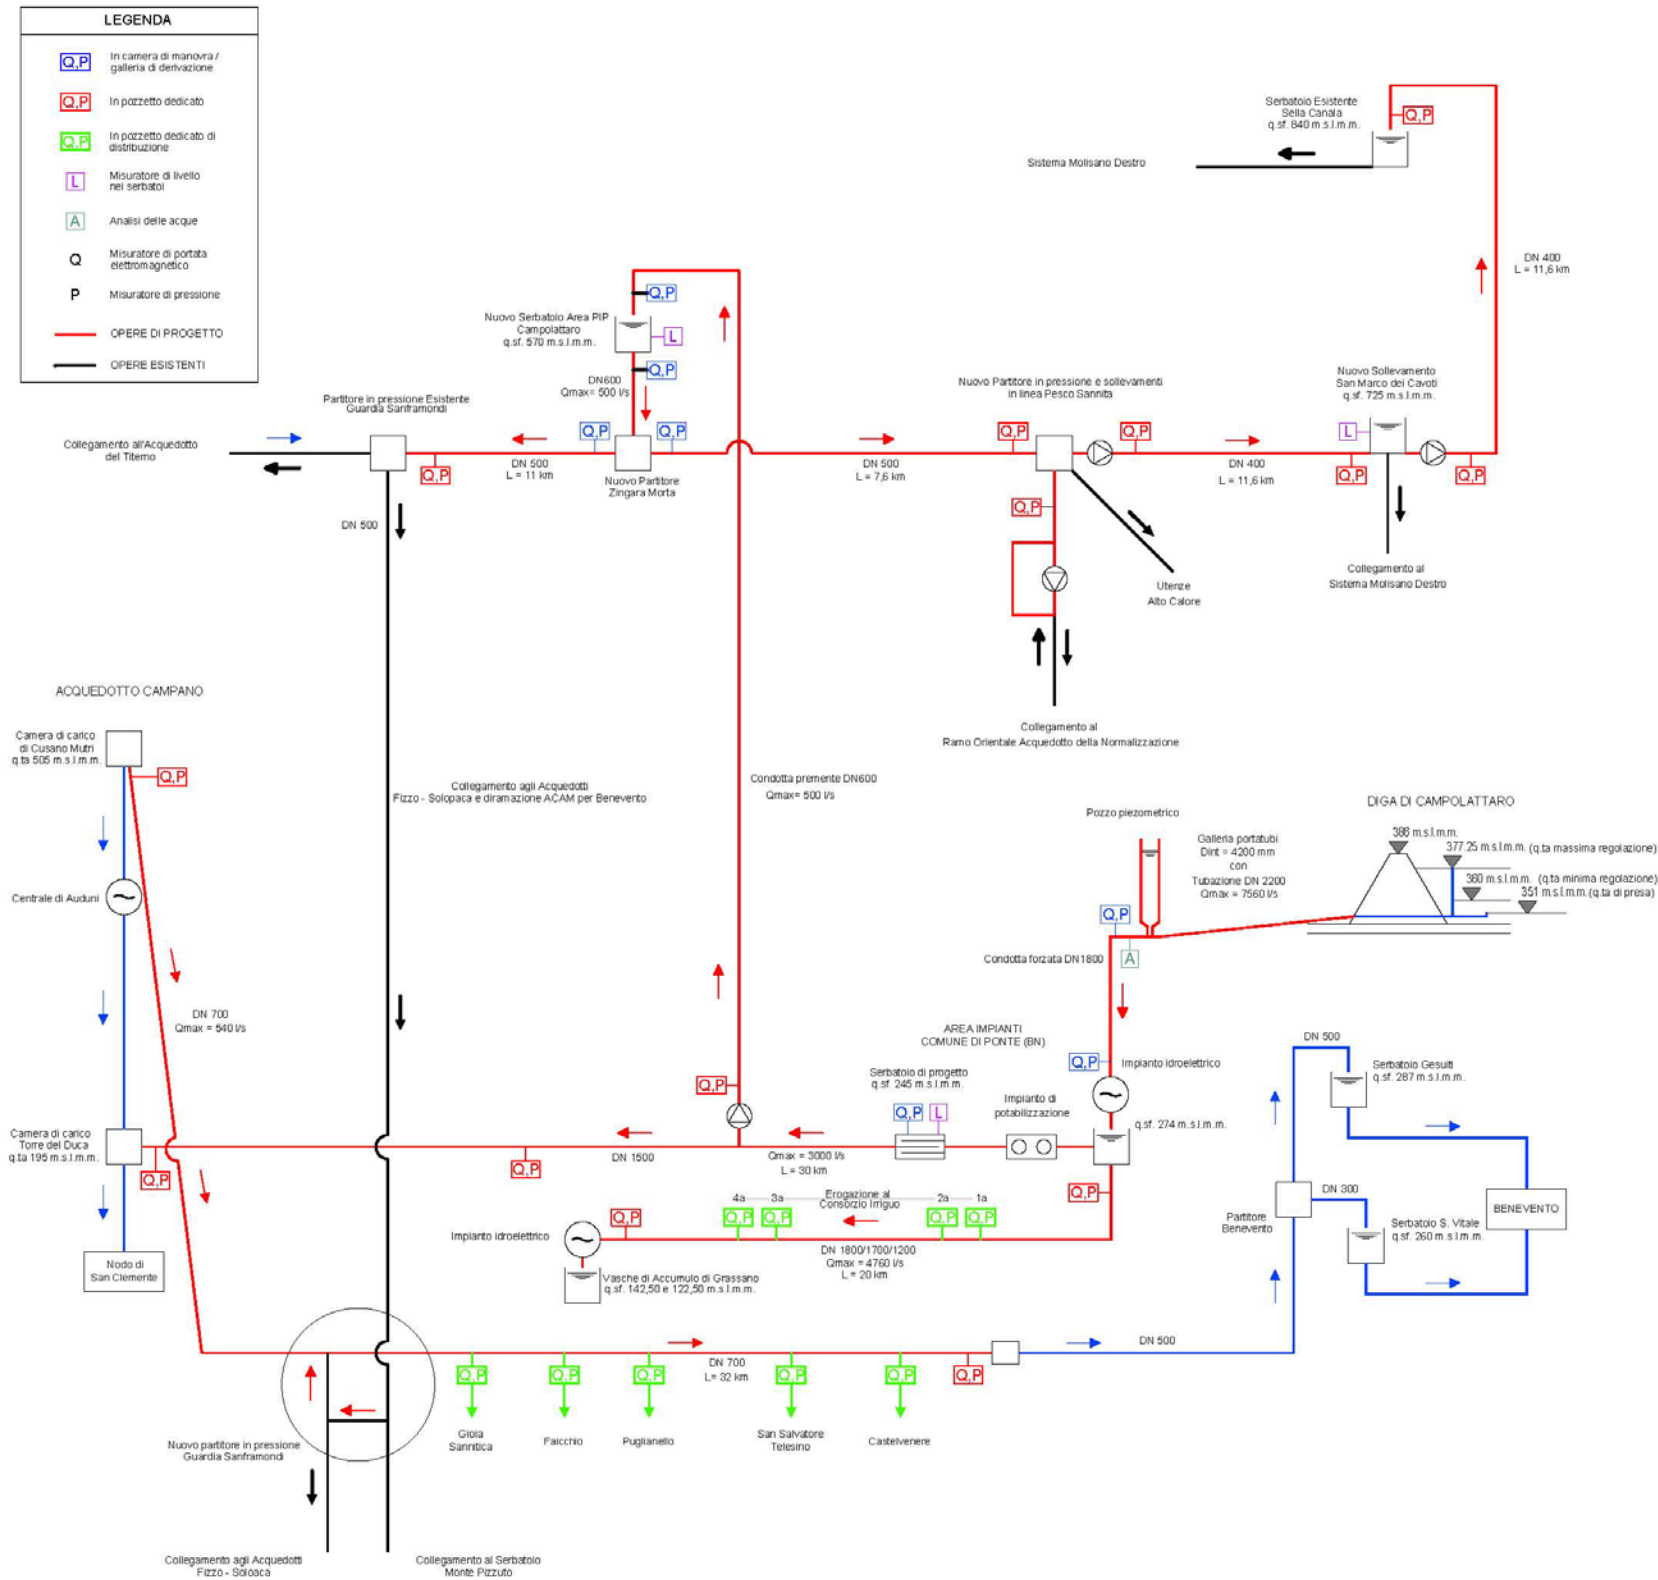 LEGENDA
Q,P
In camera di manovra /
galleria di derivazione
Q,P
In pozzetto dedicato
Q,P
In pozzetto dedicato di
distribuzione
L
Misuratore di livello
nei serbatoi
A
Analisi delle acque
Q
Misuratore di portata
elettromagnetico
P
Misuratore di pressione
OPERE DI PROGETTO
OPERE ESISTENTI
Serbatoio Esistente
Sella Canala
q.sf. 840 m.s.l.m.m.
Q,P
Sistema Molisano Destro
DN 400
L = 11,6 km
Q,P
Nuovo Serbatoio Area PIP
Campolattaro
q.sf. 570 m.s.l.m.m.
L
Q,P
DN600
Qmax= 500 l/s
Partitore in pressione Esistente
Guardia Sanframondi
Collegamento all'Acquedotto
del Titerno
Q,P
DN 500
L = 11 km
Q,P
Q,P
Nuovo Partitore
Zingara Morta
DN 500
L = 7,6 km
Nuovo Partitore in pressione e sollevamenti
in linea Pesco Sannita
Q,P
Q,P
DN 400
L = 11,6 km
Nuovo Sollevamento
San Marco dei Cavoti
q.sf. 725 m.s.l.m.m.
L
Q,P
Q,P
DN 500
Q,P
Utenze
Alto Calore
Collegamento al
Sistema Molisano Destro
Collegamento al
Ramo Orientale Acquedotto della Normalizzazione
ACQUEDOTTO CAMPANO
Camera di carico
di Cusano Mutri
q.ta 505 m.s.l.m.m.
Q,P
Collegamento agli Acquedotti
Fizzo - Solopaca e diramazione ACAM per Benevento
Condotta premente DN600
Qmax= 500 l/s
Pozzo piezometrico
DIGA DI CAMPOLATTARO
386 m.s.l.m.m.
377.25 m.s.l.m.m. (q.ta massima regolazione)
360 m.s.l.m.m. (q.ta minima regolazione)
351 m.s.l.m.m. (q.ta di presa)
Galleria portatubi
Dint = 4200 mm
con
Tubazione DN 2200
Qmax = 7560 l/s
Centrale di Auduni
Q,P
Condotta forzata DN1800
A
DN 700
Qmax = 540 l/s
AREA IMPIANTI
COMUNE DI PONTE (BN)
Q,P
Impianto idroelettrico
Serbatoio di progetto
q.sf. 245 m.s.l.m.m.
Q,P
L
Impianto di
potabilizzazione
q.sf. 274 m.s.l.m.m.
Q,P
DN 500
Serbatoio Gesuiti
q.sf. 287 m.s.l.m.m.
Camera di carico
Torre del Duca
q.ta 195 m.s.l.m.m.
Q,P
Q,P
DN 1500
Qmax = 3000 l/s
L = 30 km
Q,P
4a
3a
Erogazione al
Consorzio Irriguo
2a
1a
Q,P
Q,P
Q,P
Q,P
Q,P
Impianto idroelettrico
DN 1800/1700/1200
Qmax = 4760 l/s
L = 20 km
Vasche di Accumulo di Grassano
q.sf. 142,50 e 122,50 m.s.l.m.m.
DN 300
Partitore
Benevento
Serbatoio S. Vitale
q.sf. 260 m.s.l.m.m.
BENEVENTO
Nodo di
San Clemente
DN 500
DN 700
L= 32 km
Q,P
Q,P
Q,P
Q,P
Q,P
Q,P
Gioia
Sannitica
Faicchio
Puglianello
San Salvatore
Telesino
Castelvenere
Nuovo partitore in pressione
Guardia Sanframondi
Collegamento agli Acquedotti
Fizzo - Soloaca
Collegamento al Serbatoio
Monte Pizzuto